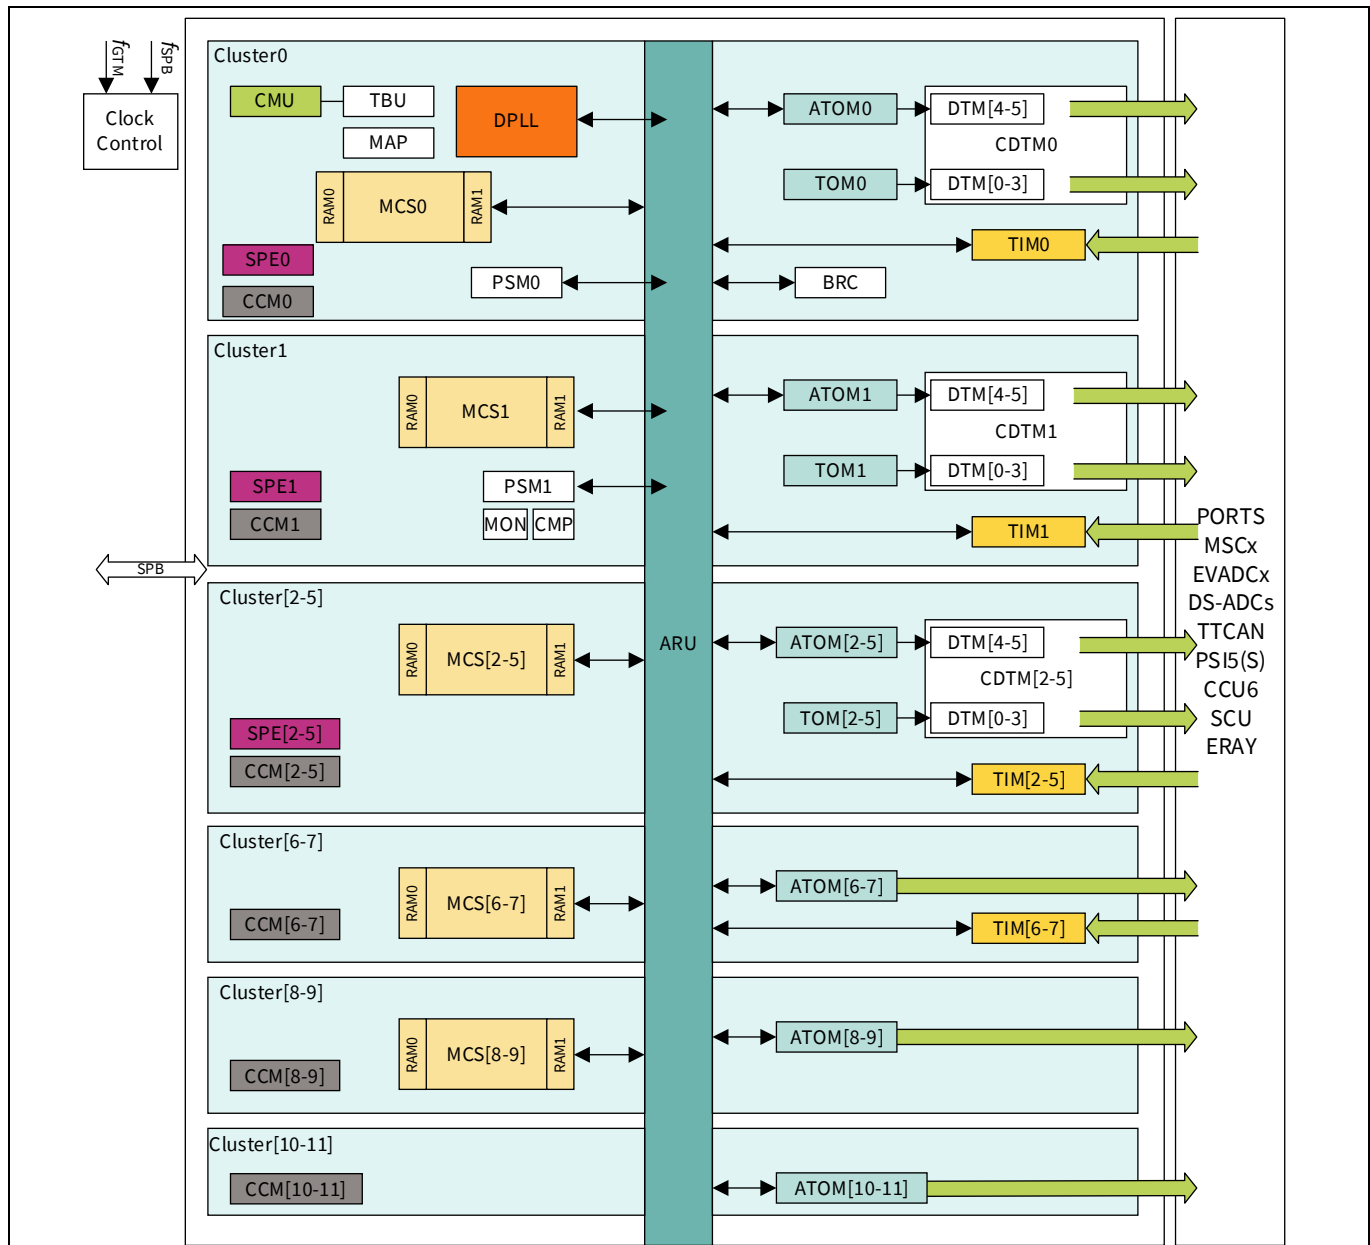 fGTM
fSPB
Clock
Control
SPB
Cluster0
CMU
TBU
MAP
DPLL
RAM0
MCS0
RAM1
SPE0
CCM0
PSM0
ATOM0
DTM[4-5]
CDTM0
TOM0
DTM[0-3]
TIM0
BRC
Cluster1
RAM0
MCS1
RAM1
SPE1
CCM1
PSM1
MON
CMP
ATOM1
DTM[4-5]
CDTM1
TOM1
DTM[0-3]
TIM1
Cluster[2-5]
RAM0
MCS[2-5]
RAM1
SPE[2-5]
CCM[2-5]
ARU
ATOM[2-5]
DTM[4-5]
CDTM[2-5]
TOM[2-5]
DTM[0-3]
TIM[2-5]
Cluster[6-7]
RAM0
MCS[6-7]
RAM1
CCM[6-7]
ATOM[6-7]
TIM[6-7]
Cluster[8-9]
RAM0
MCS[8-9]
RAM1
CCM[8-9]
ATOM[8-9]
Cluster[10-11]
CCM[10-11]
ATOM[10-11]
PORTS
MSCx
EVADCx
DS-ADCs
TTCAN
PSI5(S)
CCU6
SCU
ERAY